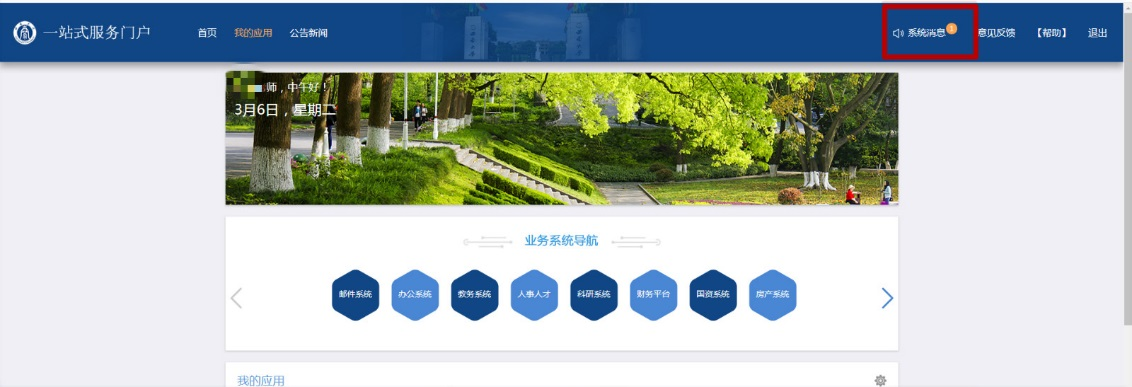 一站式服务门户 首页 我的应用 公告新闻 系统消息 1 意见反馈 【帮助】 退出
师，中午好！
3月6日，星期二
业务系统导航
邮件系统 办公系统 教务系统 人事人才 科研系统 财务平台 国资系统 房产系统
我的应用